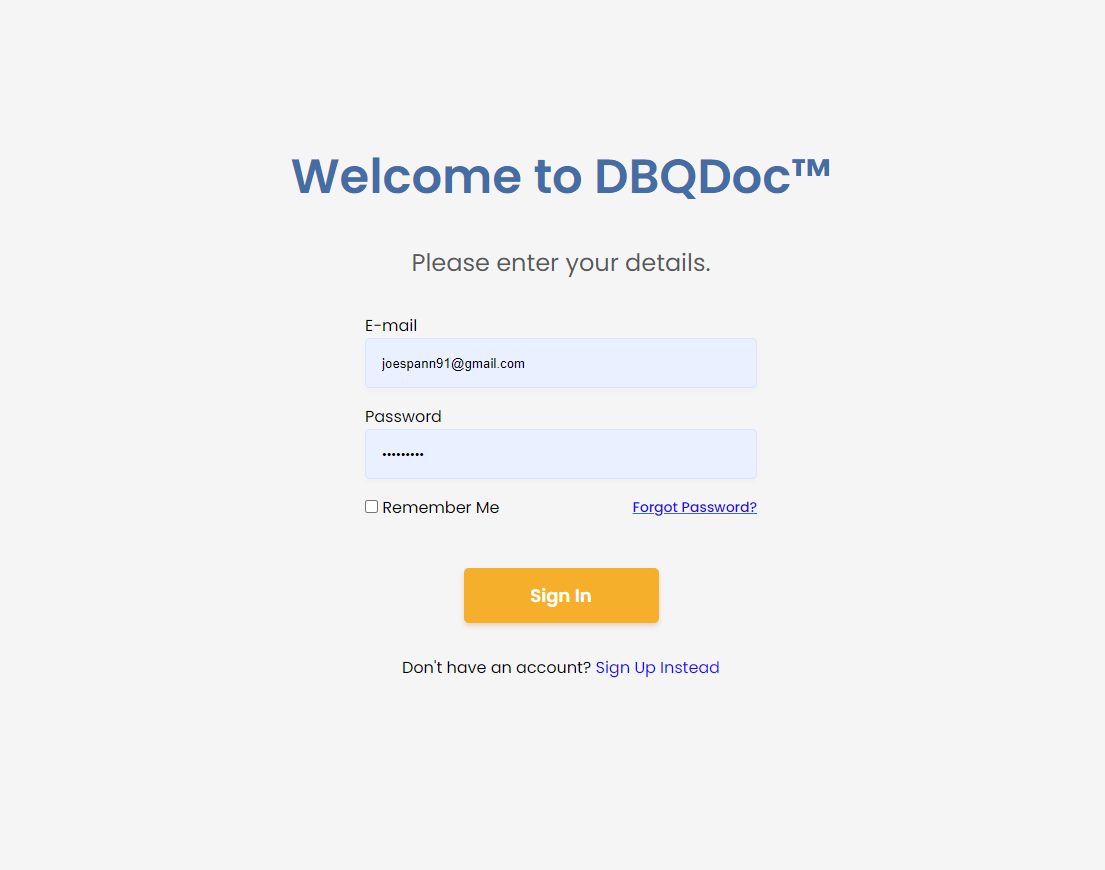 Welcome to DBQDoc™
Please enter your details.
E-mail
joespann91@gmail.com
Password
•••••••••
Remember Me Forgot Password?
Sign In
Don't have an account? Sign Up Instead